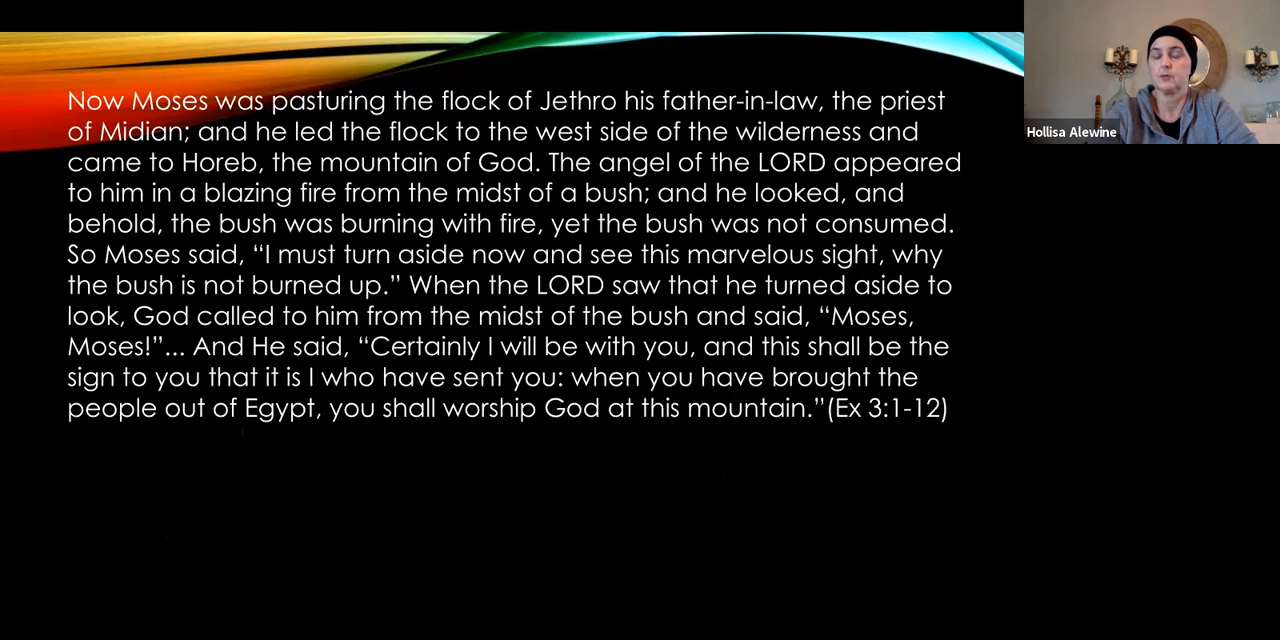 Now Moses was pasturing the flock of Jethro his father-in-law, the priest
of Midian; and he led the flock to the west side of the wilderness and
came to Horeb, the mountain of God. The angel of the LORD appeared
to him in a blazing fire from the midst of a bush; and he looked, and
behold, the bush was burning with fire, yet the bush was not consumed.
So Moses said, “I must turn aside now and see this marvelous sight, why
the bush is not burned up.” When the LORD saw that he turned aside to
look, God called to him from the midst of the bush and said, “Moses,
Moses!”... And He said, “Certainly I will be with you, and this shall be the
sign to you that it is I who have sent you: when you have brought the
people out of Egypt, you shall worship God at this mountain.”(Ex 3:1-12)
Hollisa Alewine